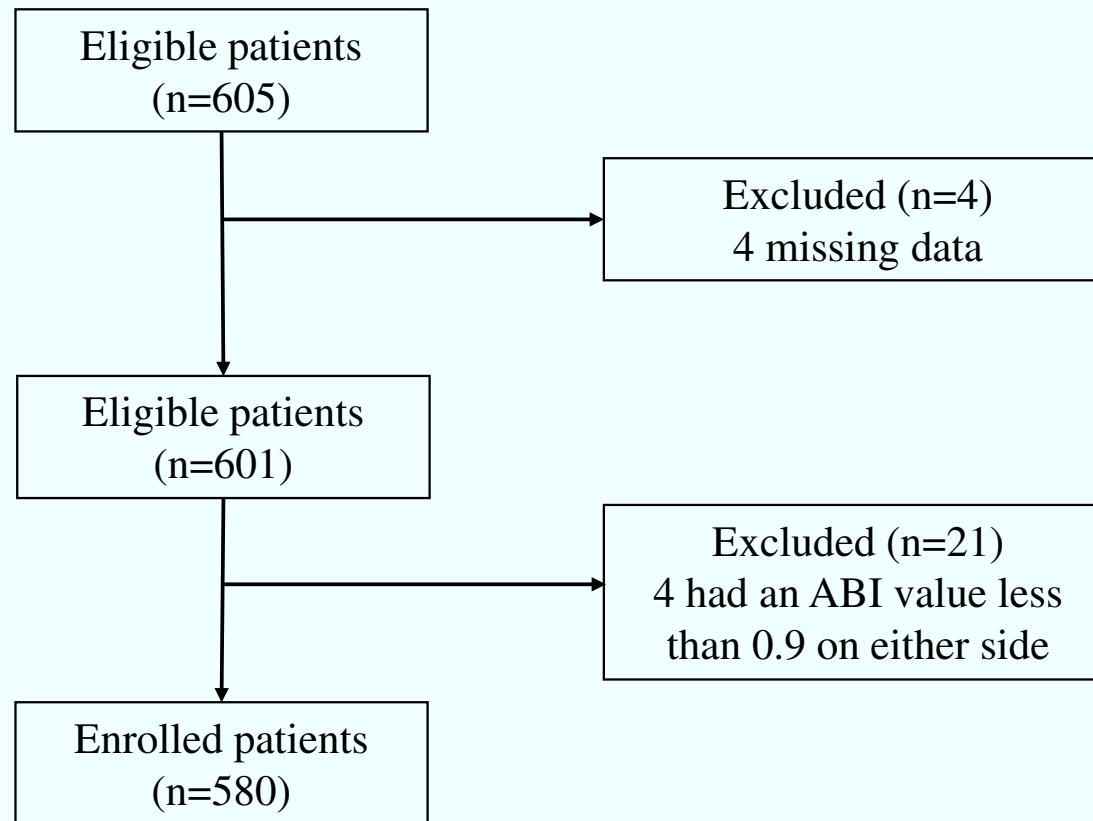 Eligible patients
(n=605)
Excluded (n=4)
4 missing data
Eligible patients
(n=601)
Excluded (n=21)
4 had an ABI value less
than 0.9 on either side
Enrolled patients
(n=580)